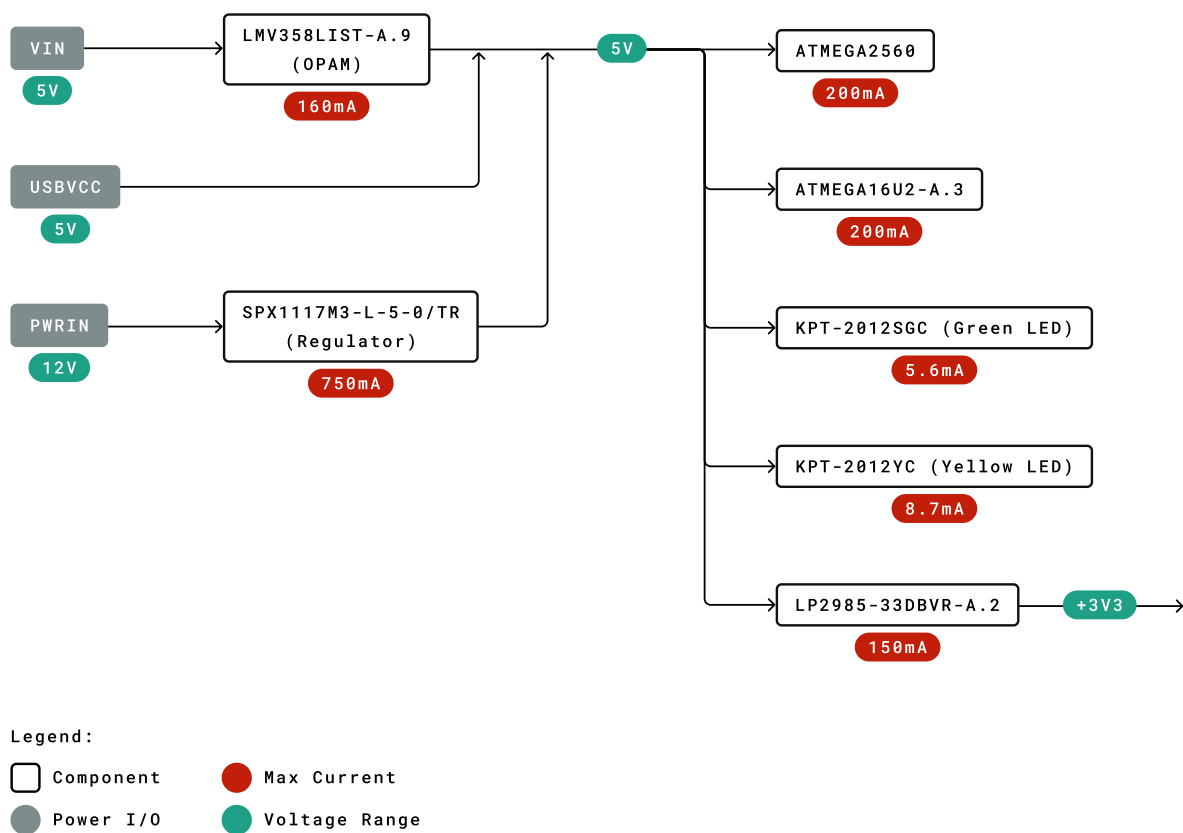 VIN
5V
LMV358LIST-A.9
(OPAM)
160mA
5V
ATMEGA2560
200mA
USBVCC
5V
ATMEGA16U2-A.3
200mA
PWRIN
12V
SPX1117M3-L-5-0/TR
(Regulator)
750mA
KPT-2012SGC (Green LED)
5.6mA
KPT-2012YC (Yellow LED)
8.7mA
LP2985-33DBVR-A.2
150mA
+3V3
Legend:
Component
Max Current
Power I/O
Voltage Range